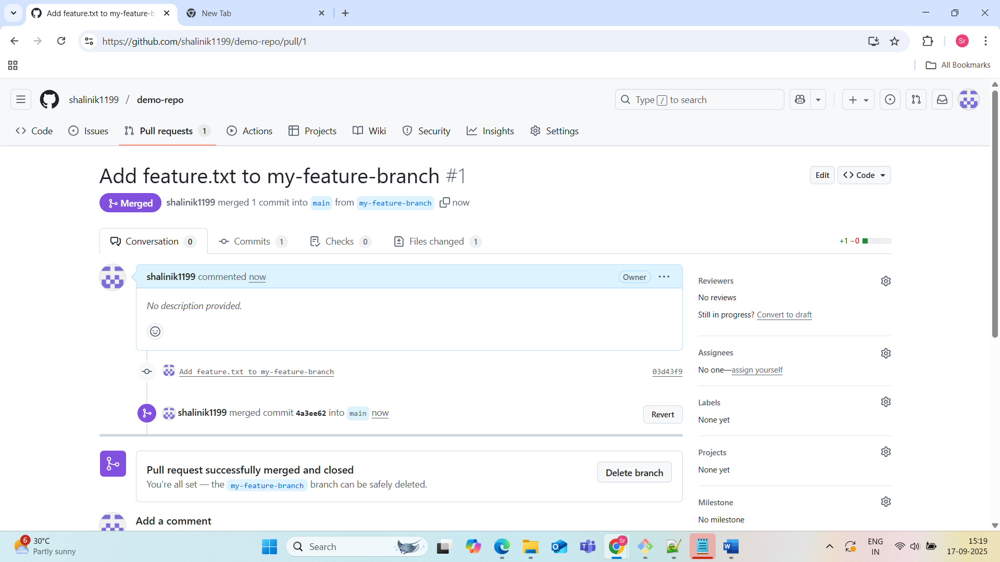 Add feature.txt to my-feature-b
New Tab
https://github.com/shalinik1199/demo-repo/pull/1
Sr
All Bookmarks
shalinik1199 / demo-repo
Type / to search
Code
Issues
Pull requests 1
Actions
Projects
Wiki
Security
Insights
Settings
Add feature.txt to my-feature-branch #1
Edit
Code
Merged
shalinik1199 merged 1 commit into main from my-feature-branch now
Conversation 0
Commits 1
Checks 0
Files changed 1
+1 −0
shalinik1199 commented now
Owner
No description provided.
Add feature.txt to my-feature-branch
03d43f9
shalinik1199 merged commit 4a3ee62 into main now
Revert
Pull request successfully merged and closed
You're all set — the my-feature-branch branch can be safely deleted.
Delete branch
Add a comment
Reviewers
No reviews
Still in progress? Convert to draft
Assignees
No one—assign yourself
Labels
None yet
Projects
None yet
Milestone
No milestone
6
30°C
Partly sunny
Search
Sr
ENG
IN
15:19
17-09-2025